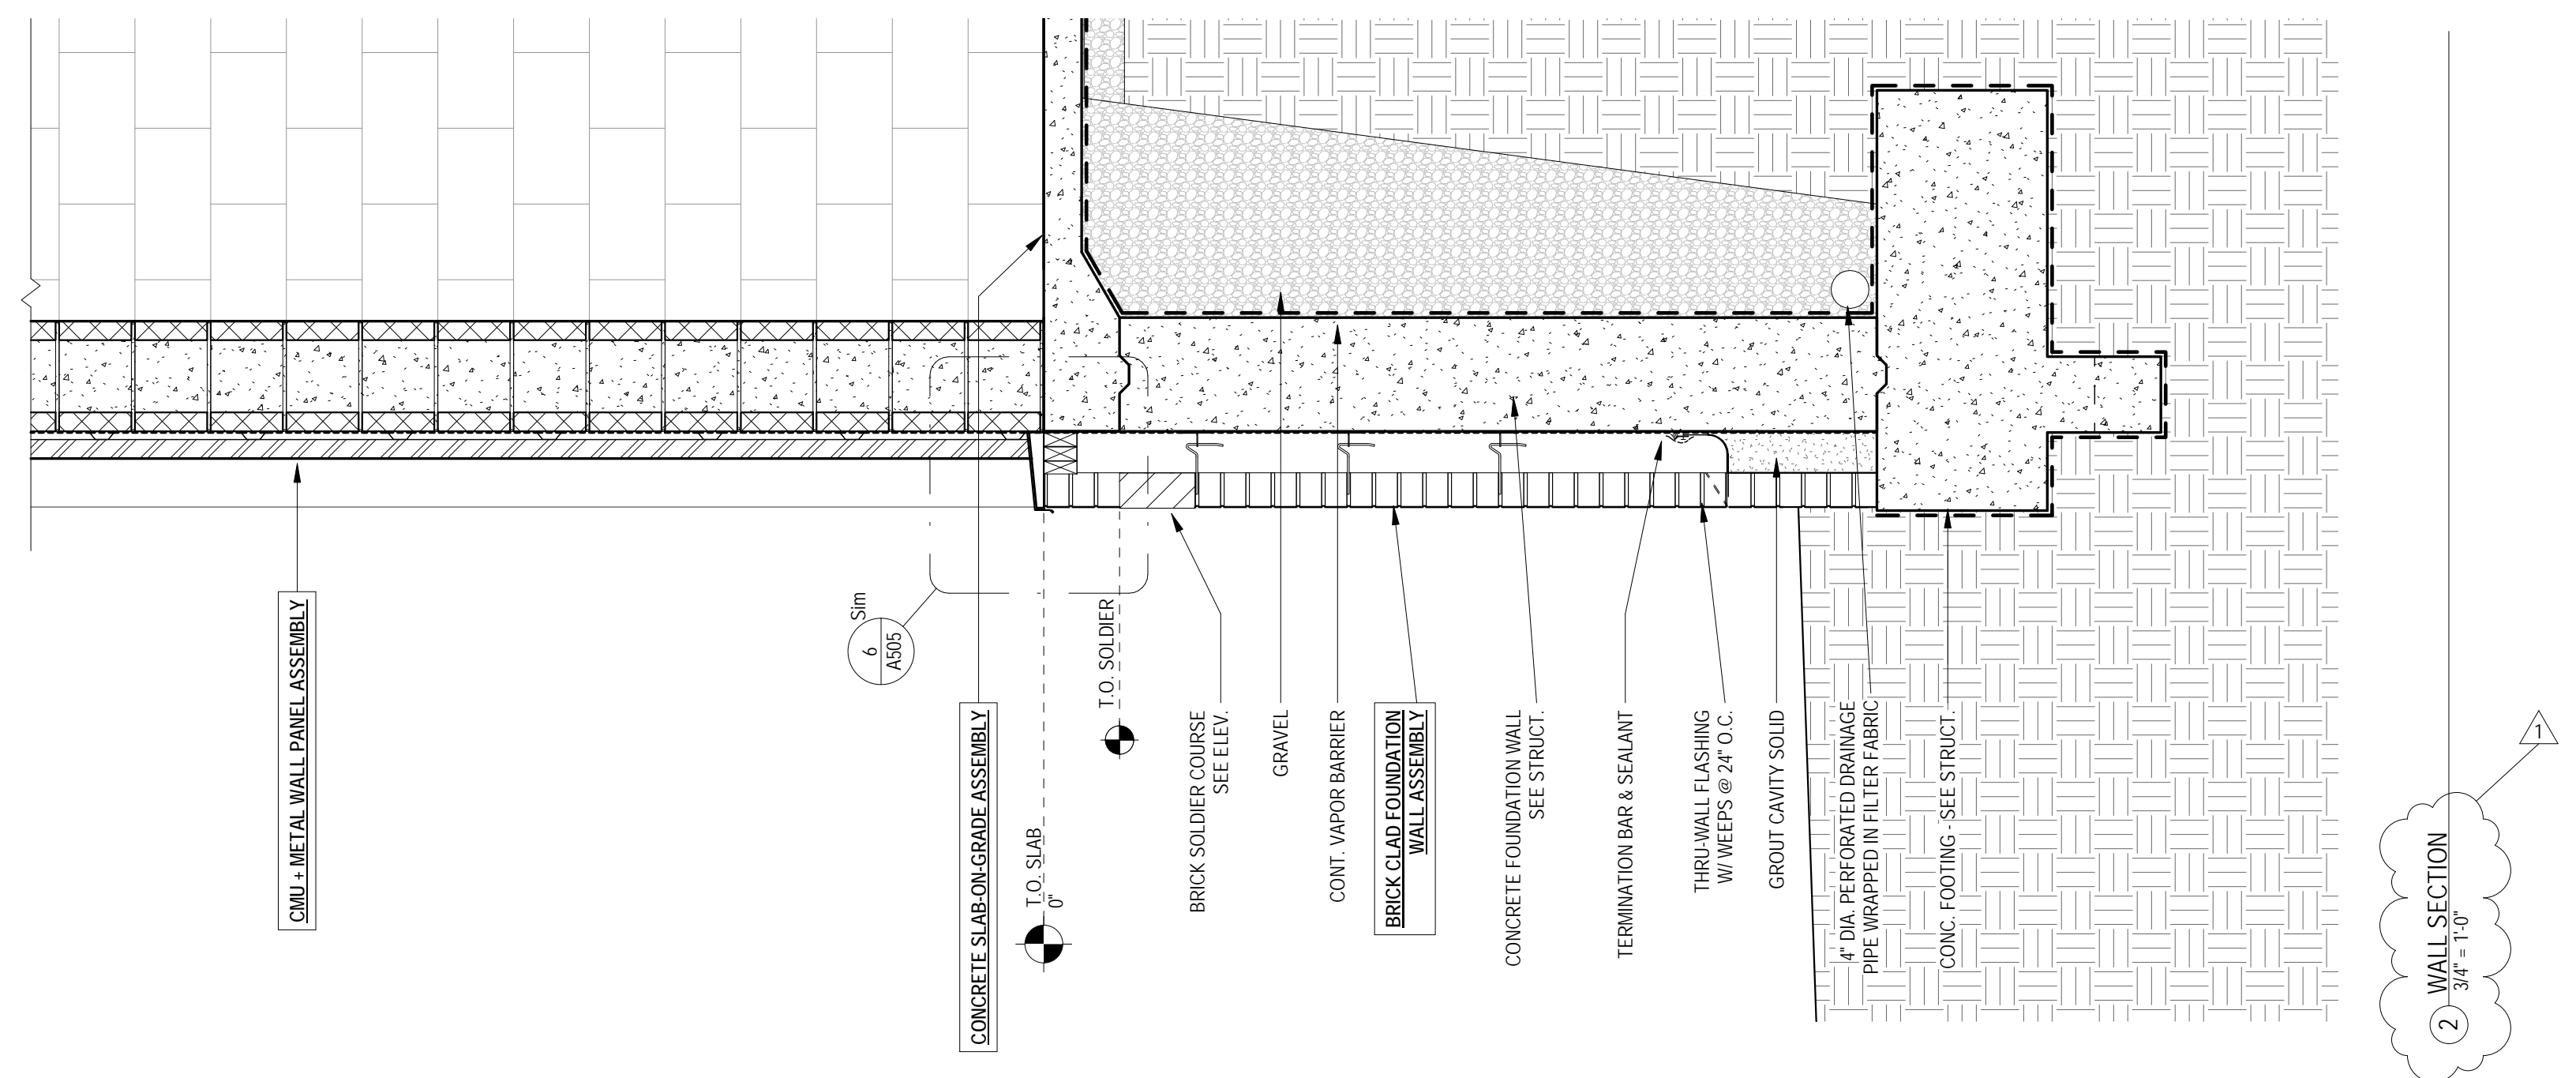 CMU + METAL WALL PANEL ASSEMBLY
Sim
6
A505
CONCRETE SLAB-ON-GRADE ASSEMBLY
T.O. SLAB
0"
T.O. SOLDIER
BRICK SOLDIER COURSE
SEE ELEV.
GRAVEL
CONT. VAPOR BARRIER
BRICK CLAD FOUNDATION
WALL ASSEMBLY
CONCRETE FOUNDATION WALL
SEE STRUCT.
TERMINATION BAR & SEALANT
THRU-WALL FLASHING
W/ WEEPS @ 24" O.C.
GROUT CAVITY SOLID
4" DIA. PERFORATED DRAINAGE
PIPE WRAPPED IN FILTER FABRIC
CONC. FOOTING - SEE STRUCT.
2
WALL SECTION
3/4" = 1'-0"
1